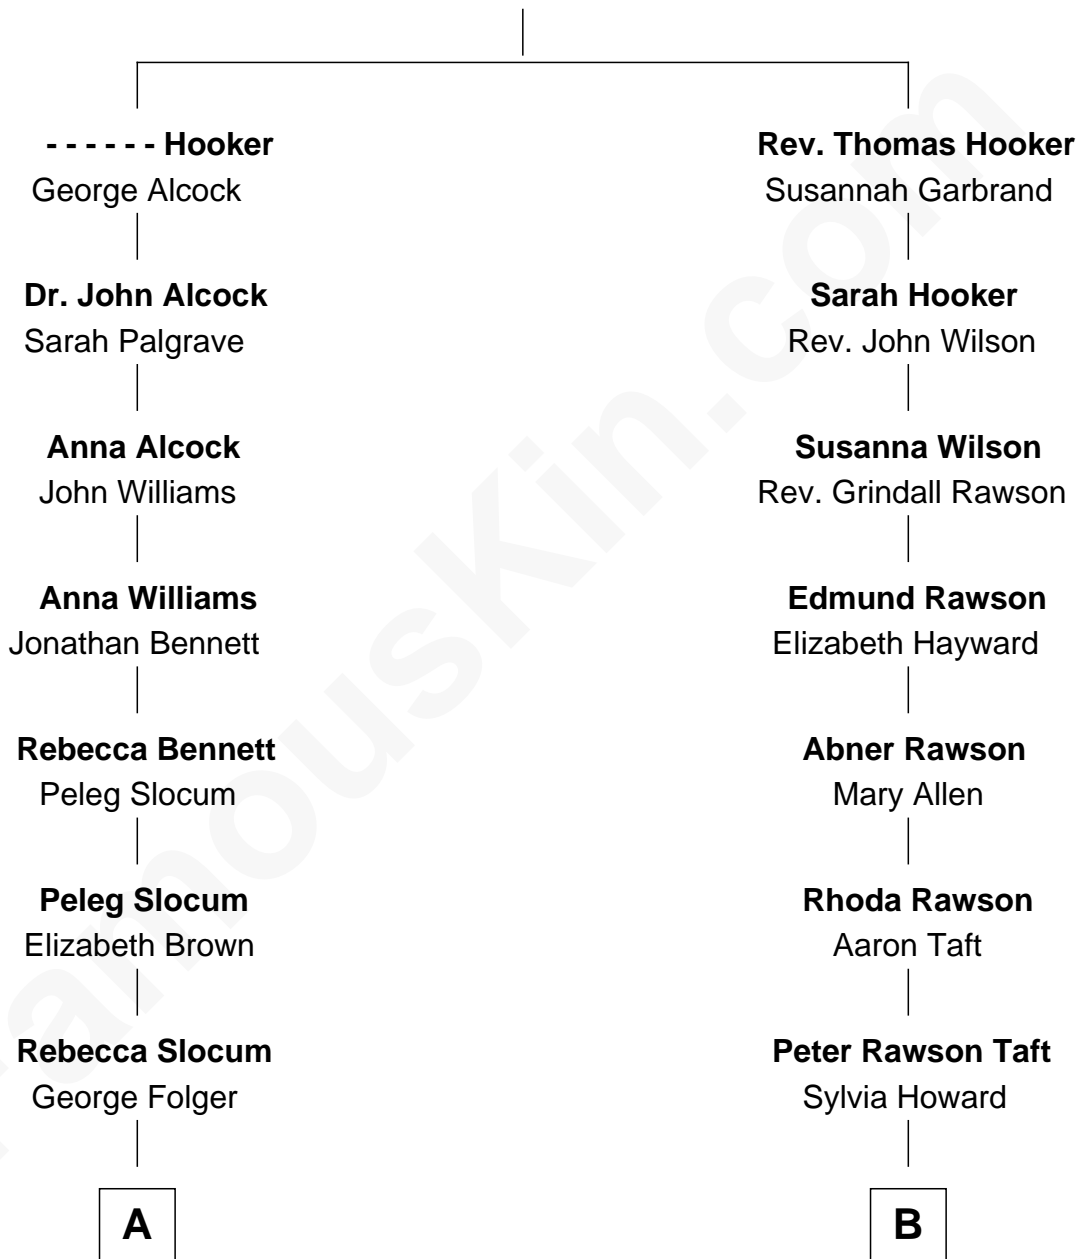 - - - - - - Hooker
George Alcock
Dr. John Alcock
Sarah Palgrave
Anna Alcock
John Williams
Anna Williams
Jonathan Bennett
Rebecca Bennett
Peleg Slocum
Peleg Slocum
Elizabeth Brown
Rebecca Slocum
George Folger
A
Rev. Thomas Hooker
Susannah Garbrand
Sarah Hooker
Rev. John Wilson
Susanna Wilson
Rev. Grindall Rawson
Edmund Rawson
Elizabeth Hayward
Abner Rawson
Mary Allen
Rhoda Rawson
Aaron Taft
Peter Rawson Taft
Sylvia Howard
B
FamousKin.com